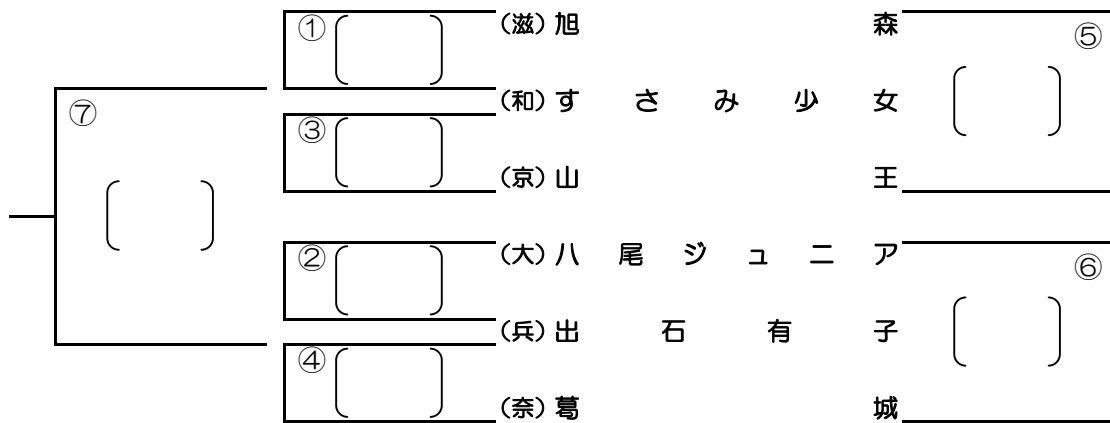 ① (滋)旭森 ⑤
⑦ (和)すさみ少女
③
(京)山王
(大)八尾ジュニア
② ⑥
(兵)出石有子
④
(奈)葛城